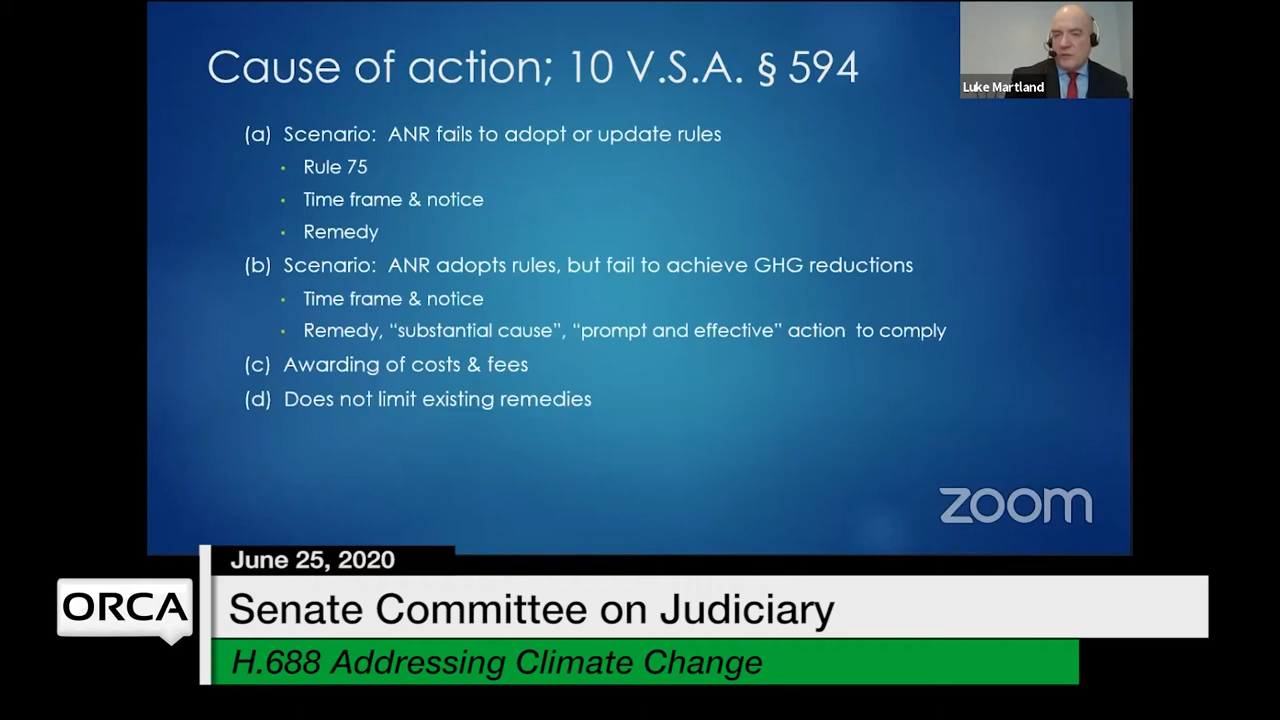 Cause of action; 10 V.S.A. § 594
Luke Martland
(a) Scenario: ANR fails to adopt or update rules
• Rule 75
• Time frame & notice
• Remedy
(b) Scenario: ANR adopts rules, but fail to achieve GHG reductions
• Time frame & notice
• Remedy, “substantial cause”, “prompt and effective” action to comply
(c) Awarding of costs & fees
(d) Does not limit existing remedies
zoom
June 25, 2020
ORCA
Senate Committee on Judiciary
H.688 Addressing Climate Change